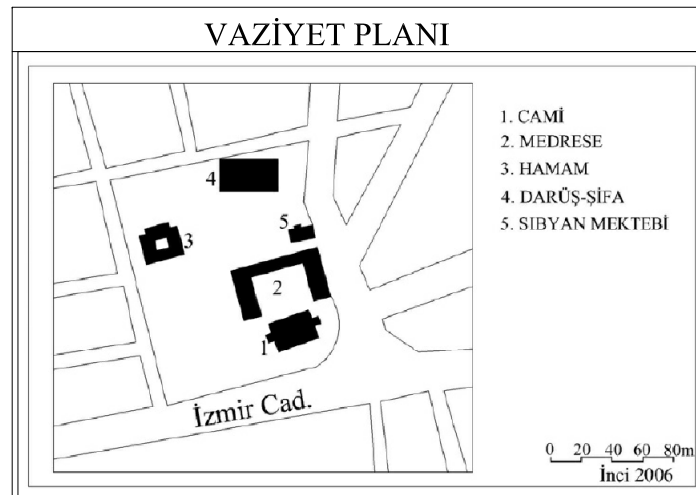 VAZİYET PLANI
1. CAMİ
2. MEDRESE
3. HAMAM
4. DARÜŞ-ŞİFA
5. SIBYAN MEKTEBİ
4
5
3
2
1
İzmir Cad.
0 20 40 60 80m
İnci 2006